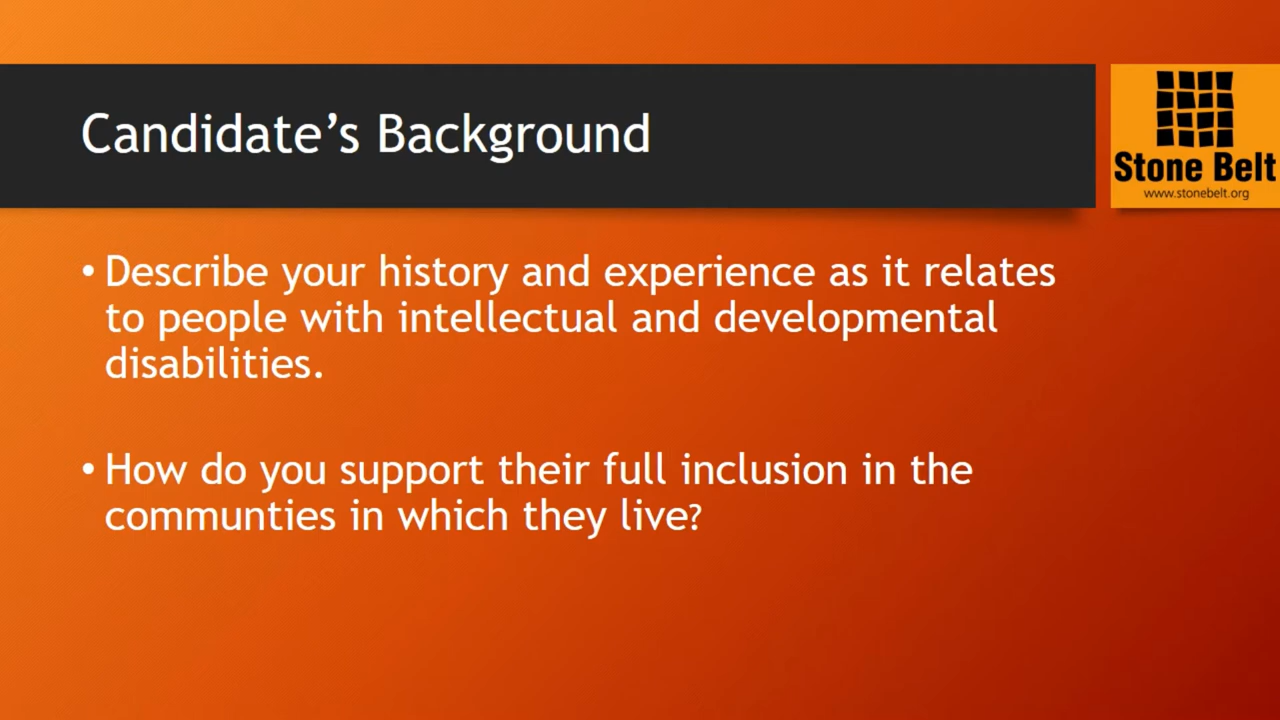 Candidate’s Background
Stone Belt
www.stonebelt.org
• Describe your history and experience as it relates
to people with intellectual and developmental
disabilities.
• How do you support their full inclusion in the
communties in which they live?